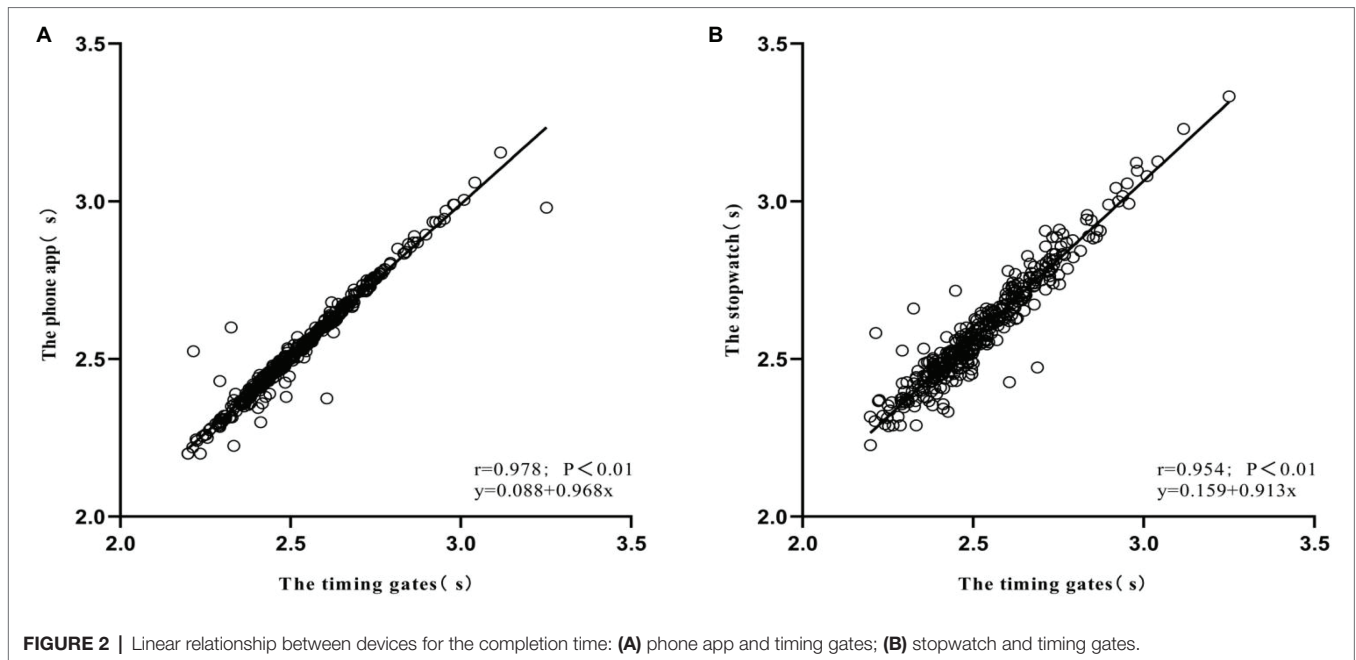 A
The phone app( s)
3.5
3.0
2.5
2.0
2.0 2.5 3.0 3.5
The timing gates( s)
r=0.978; P<0.01
y=0.088+0.968x
B
The stopwatch( s)
3.5
3.0
2.5
2.0
2.0 2.5 3.0 3.5
The timing gates( s)
r=0.954; P<0.01
y=0.159+0.913x
FIGURE 2 | Linear relationship between devices for the completion time: (A) phone app and timing gates; (B) stopwatch and timing gates.